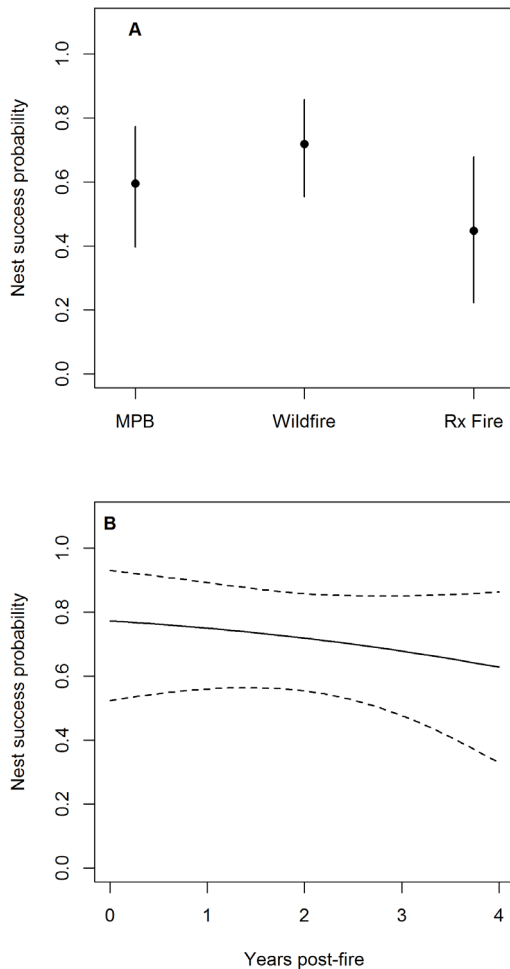 A
Nest success probability
1.0
0.8
0.6
0.4
0.2
0.0
MPB Wildfire Rx Fire
B
Nest success probability
1.0
0.8
0.6
0.4
0.2
0.0
0 1 2 3 4
Years post-fire